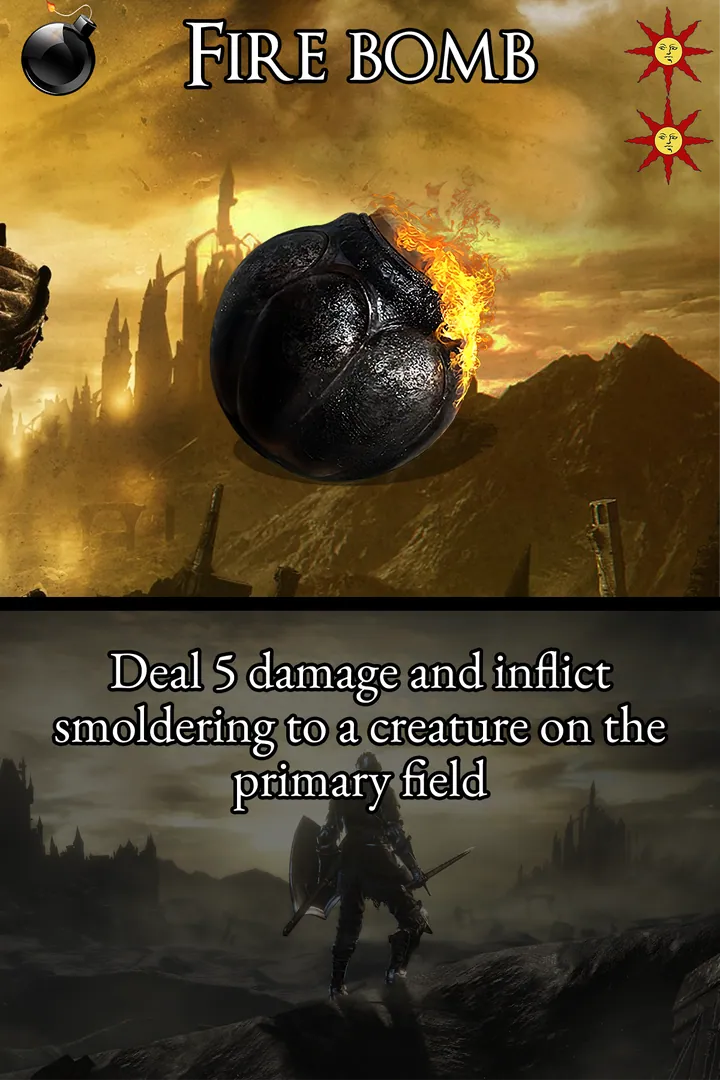 Fire bomb
Deal 5 damage and inflict
smoldering to a creature on the
primary field